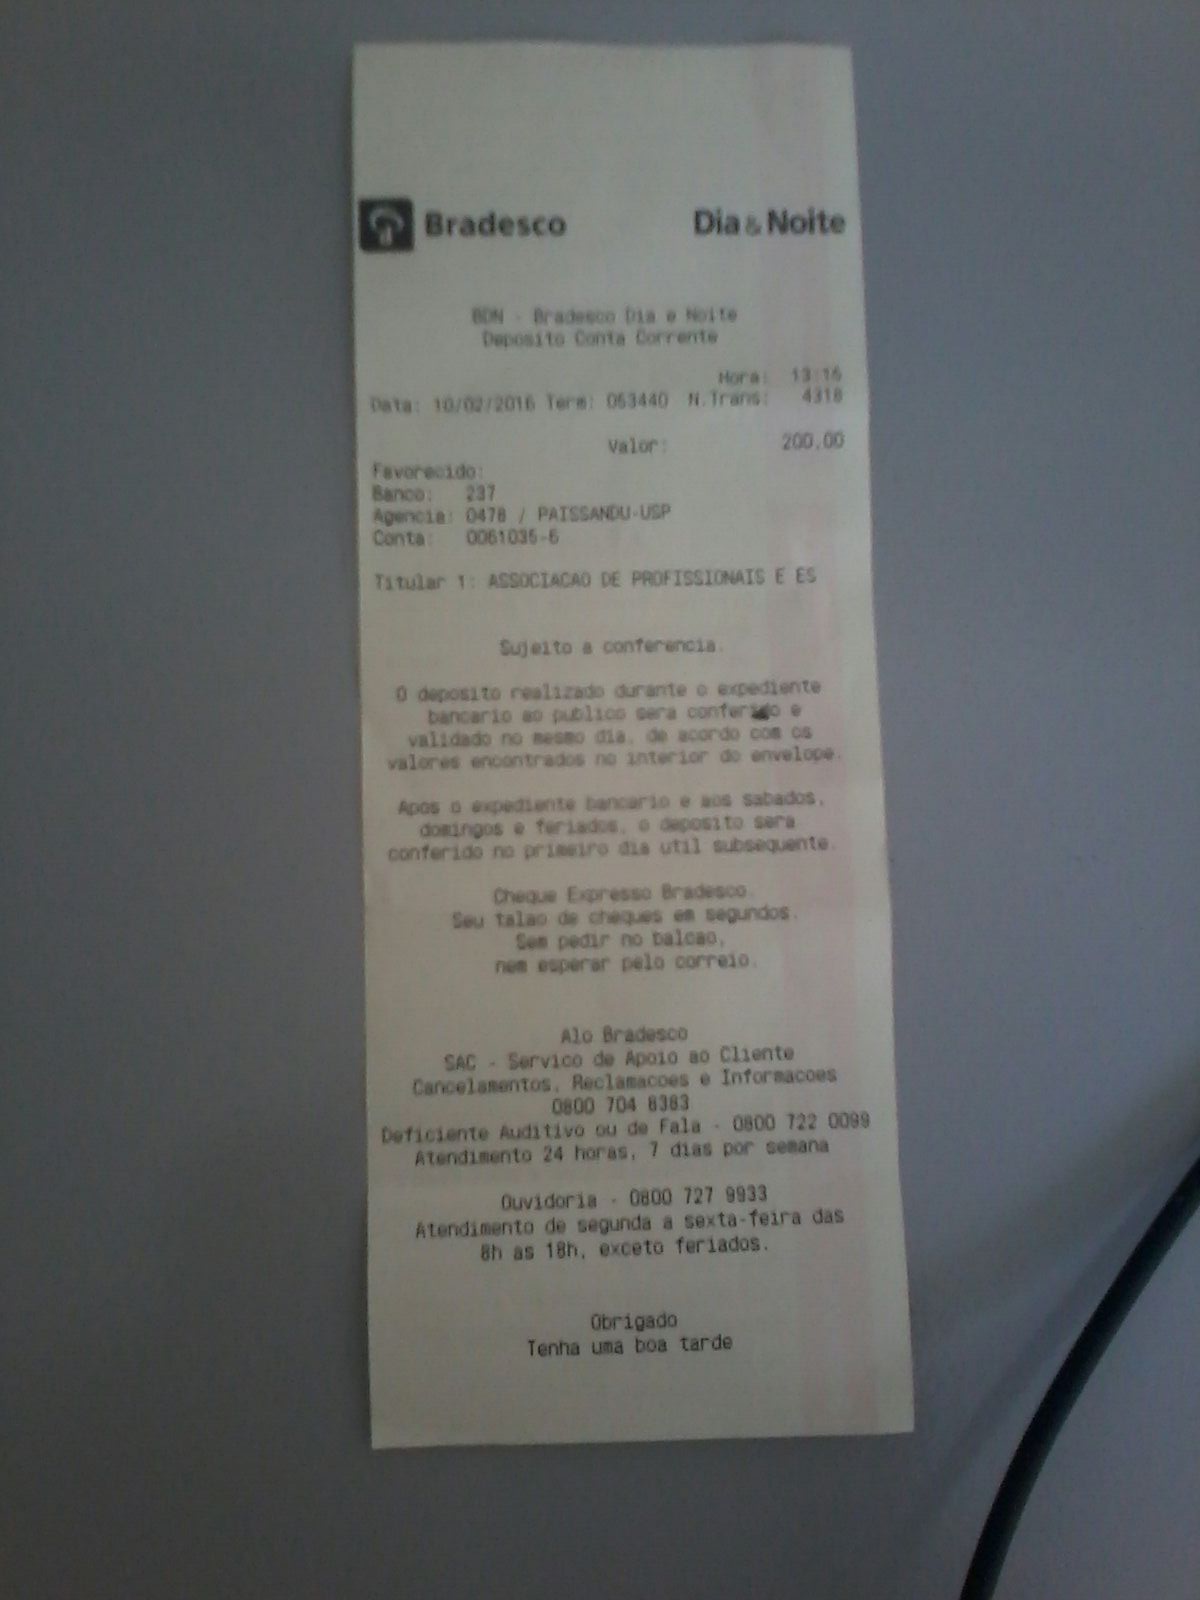 Bradesco Dia & Noite
BDN - Bradesco Dia e Noite
Deposito Conta Corrente
Hora: 13:16
Data: 10/02/2016 Term: 053440 N.Trans: 4318
Valor: 200,00
Favorecido:
Banco: 237
Agencia: 0478 / PAISSANDU-USP
Conta: 0061035-6
Titular 1: ASSOCIACAO DE PROFISSIONAIS E ES
Sujeito a conferencia.
O deposito realizado durante o expediente
bancario ao publico sera conferido e
validado no mesmo dia, de acordo com os
valores encontrados no interior do envelope.
Apos o expediente bancario e aos sabados,
domingos e feriados, o deposito sera
conferido no primeiro dia util subsequente.
Cheque Expresso Bradesco.
Seu talao de cheques em segundos.
Sem pedir no balcao,
nem esperar pelo correio.
Alo Bradesco
SAC - Servico de Apoio ao Cliente
Cancelamentos, Reclamacoes e Informacoes
0800 704 8383
Deficiente Auditivo ou de Fala - 0800 722 0099
Atendimento 24 horas, 7 dias por semana
Ouvidoria - 0800 727 9933
Atendimento de segunda a sexta-feira das
8h as 18h, exceto feriados.
Obrigado
Tenha uma boa tarde